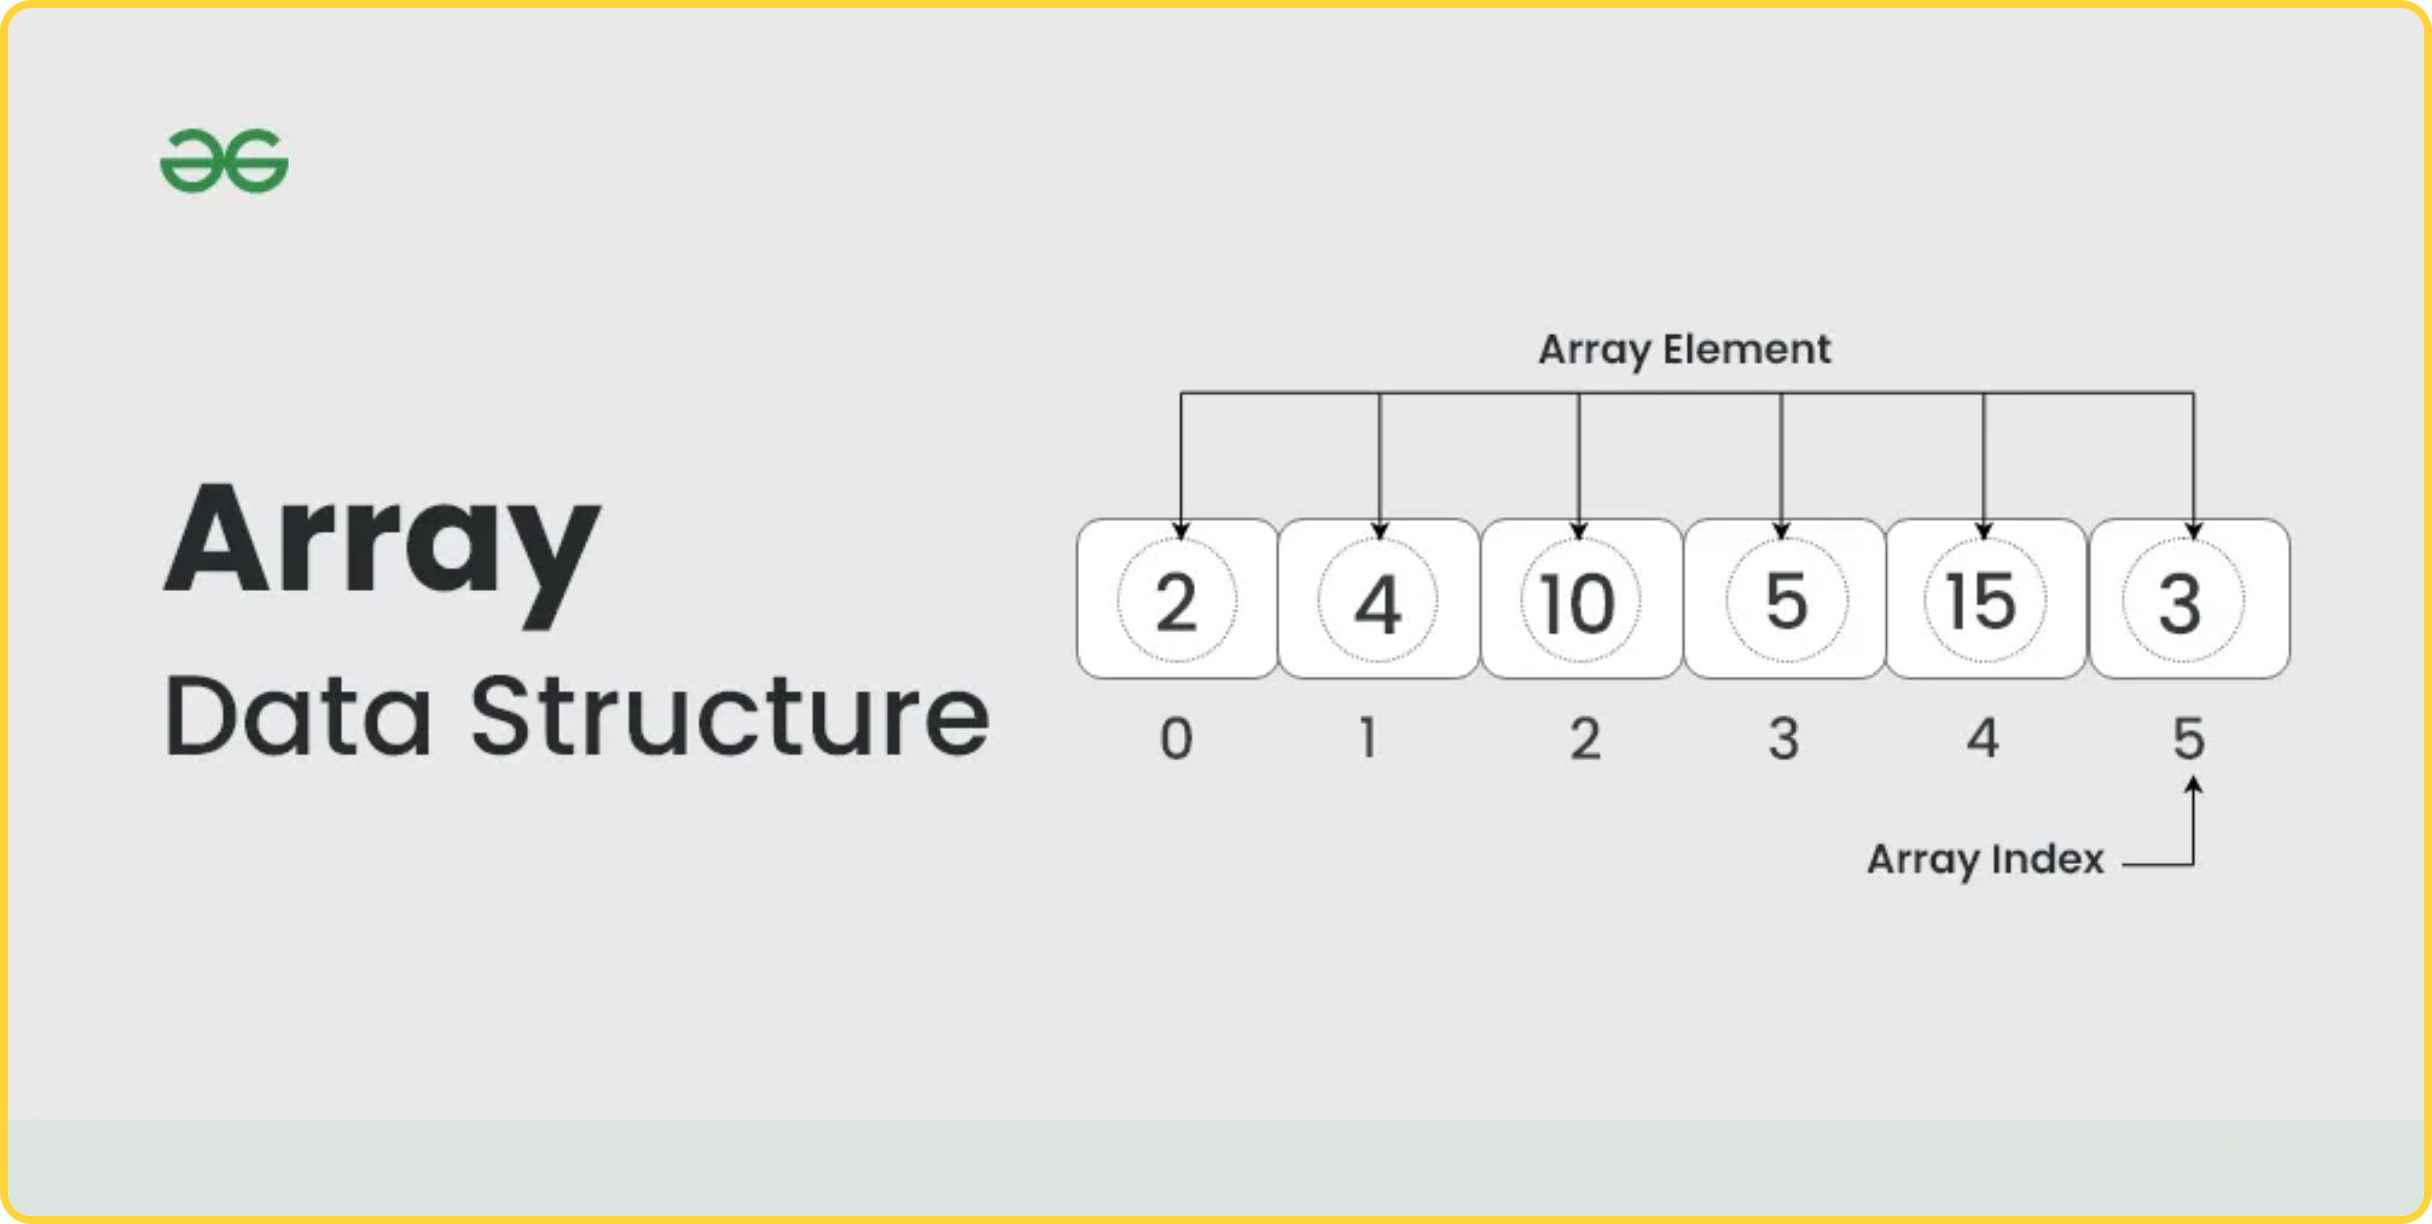 Array
Data Structure
Array Element
2 4 10 5 15 3
0 1 2 3 4 5
Array Index